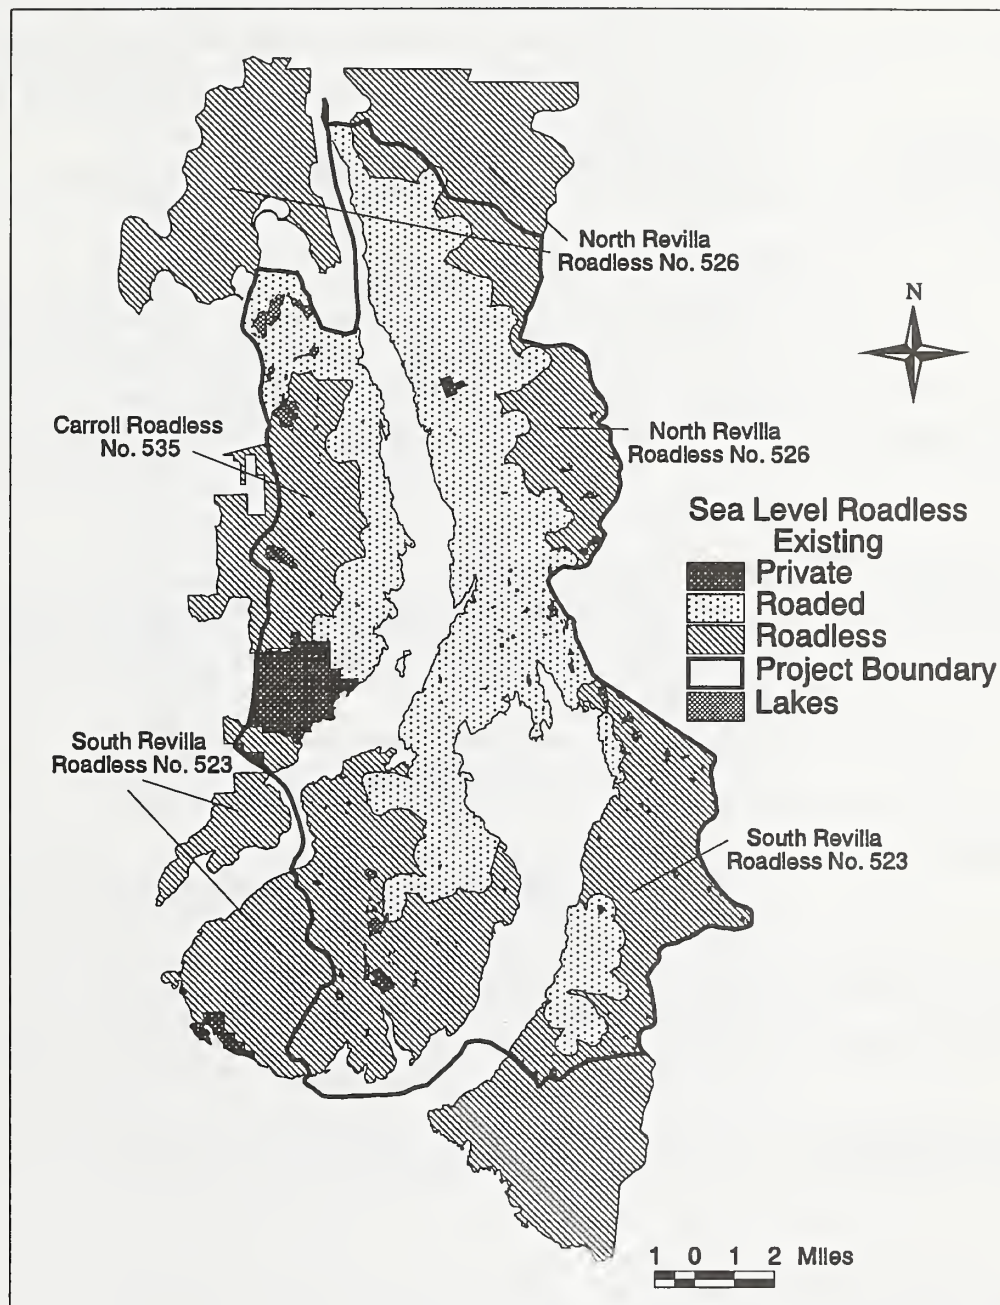 North Revilla
Roadless No. 526
N
Carroll Roadless
No. 535
North Revilla
Roadless No. 526
Sea Level Roadless
Existing
Private
Roaded
Roadless
Project Boundary
Lakes
South Revilla
Roadless No. 523
South Revilla
Roadless No. 523
1 0 1 2 Miles